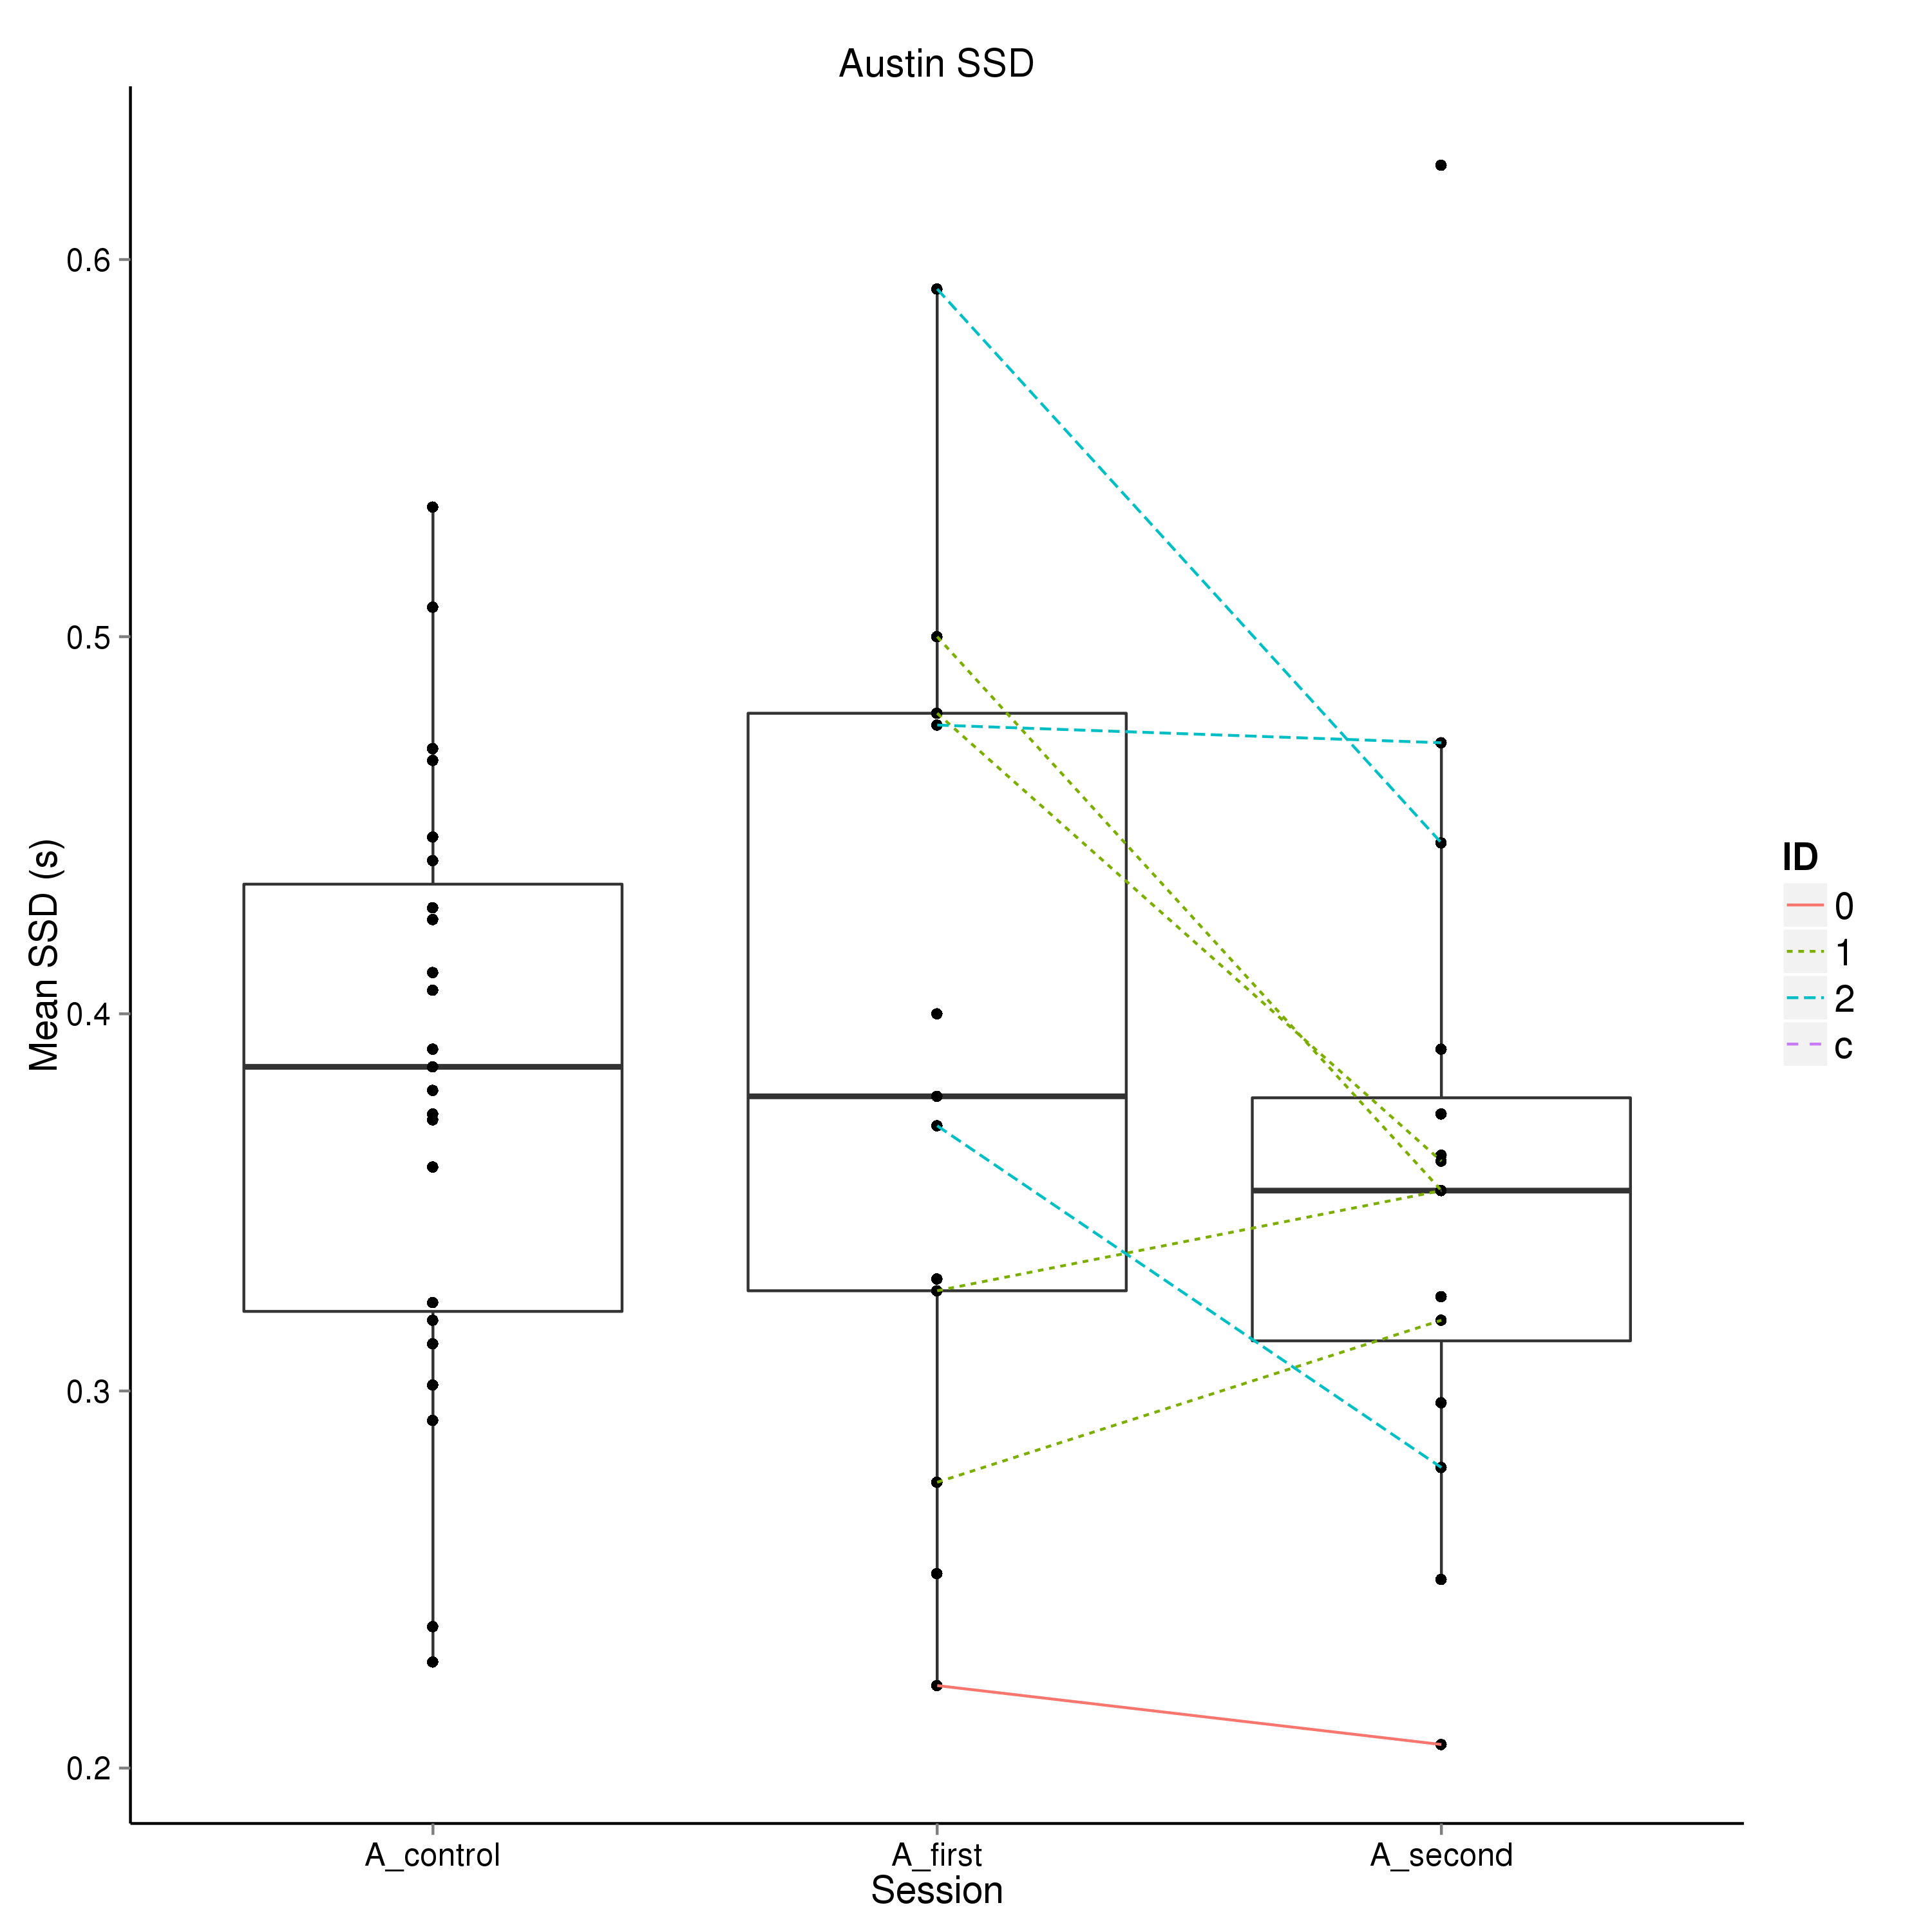 Austin SSD
Mean SSD (s)
0.6
0.5
0.4
0.3
0.2
A_control
A_first
A_second
Session
ID
0
1
2
c